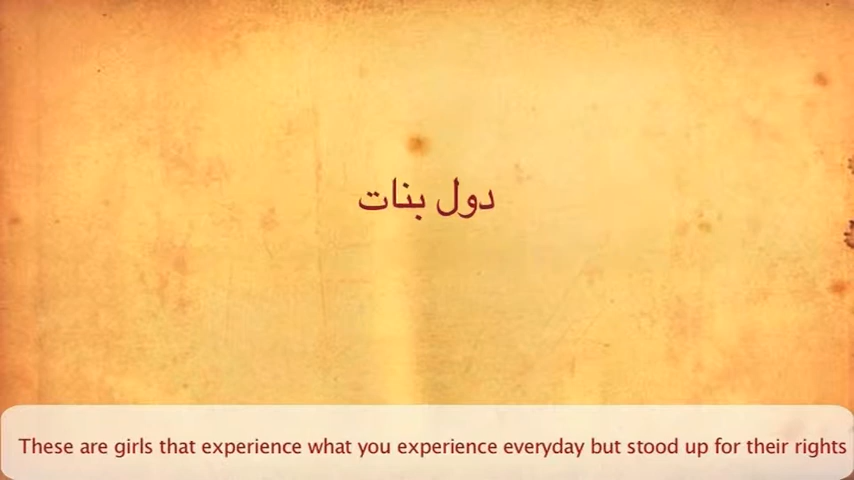 دول بنات
These are girls that experience what you experience everyday but stood up for their rights